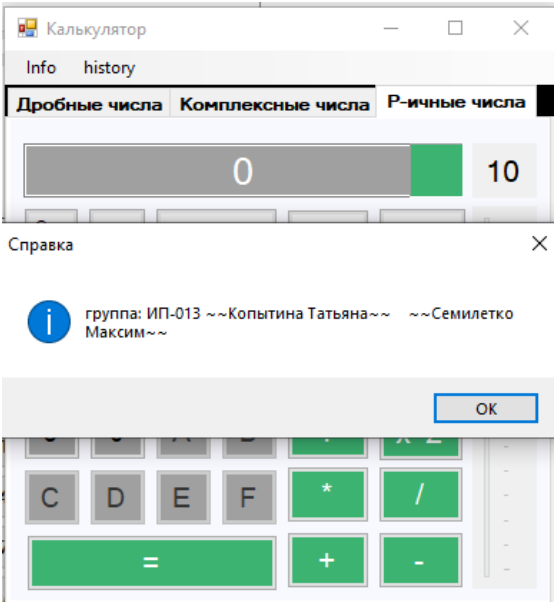 Калькулятор
Info history
Дробные числа Комплексные числа Р-ичные числа
0 10
Справка
группа: ИП-013 ~~Копытина Татьяна~~ ~~Семилетко
Максим~~
ОК
C D E F * /
= + -